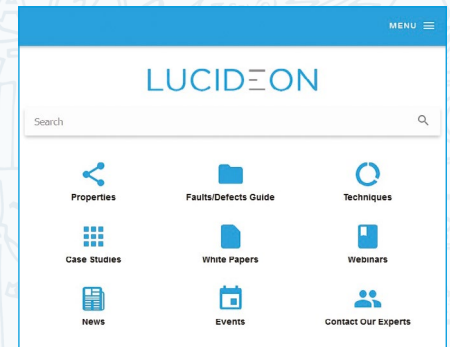 MENU
LUCIDEON
Search
Properties
Faults/Defects Guide
Techniques
Case Studies
White Papers
Webinars
News
Events
Contact Our Experts